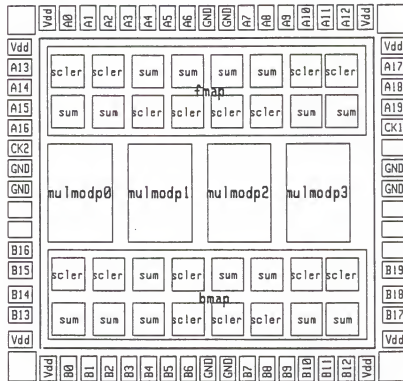 Vdd A0 A1 A2 A3 A4 A5 A6 GND GND A7 A8 A9 A10 A11 A12 Vdd
Vdd Vdd
A13 A17
scler scler sum sum sum sum scler scler
A14 A18
fmap
A15 A19
sum sum scler scler scler scler sum sum
A16 CK1
CK2
GND GND
GND GND
mulmodp0 mulmodp1 mulmodp2 mulmodp3
B16
B15 B19
scler scler sum scler sum sum scler scler
B14 B18
bmap
B13 B17
sum sum sum scler scler scler sum sum
Vdd Vdd
Vdd B0 B1 B2 B3 B4 B5 B6 GND GND B7 B8 B9 B10 B11 B12 Vdd